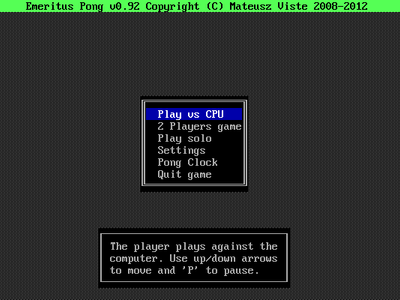 Emeritus Pong v0.92 Copyright (C) Mateusz Viste 2008-2012
Play vs CPU
2 Players game
Play solo
Settings
Pong Clock
Quit game
The player plays against the
computer. Use up/down arrows
to move and 'P' to pause.